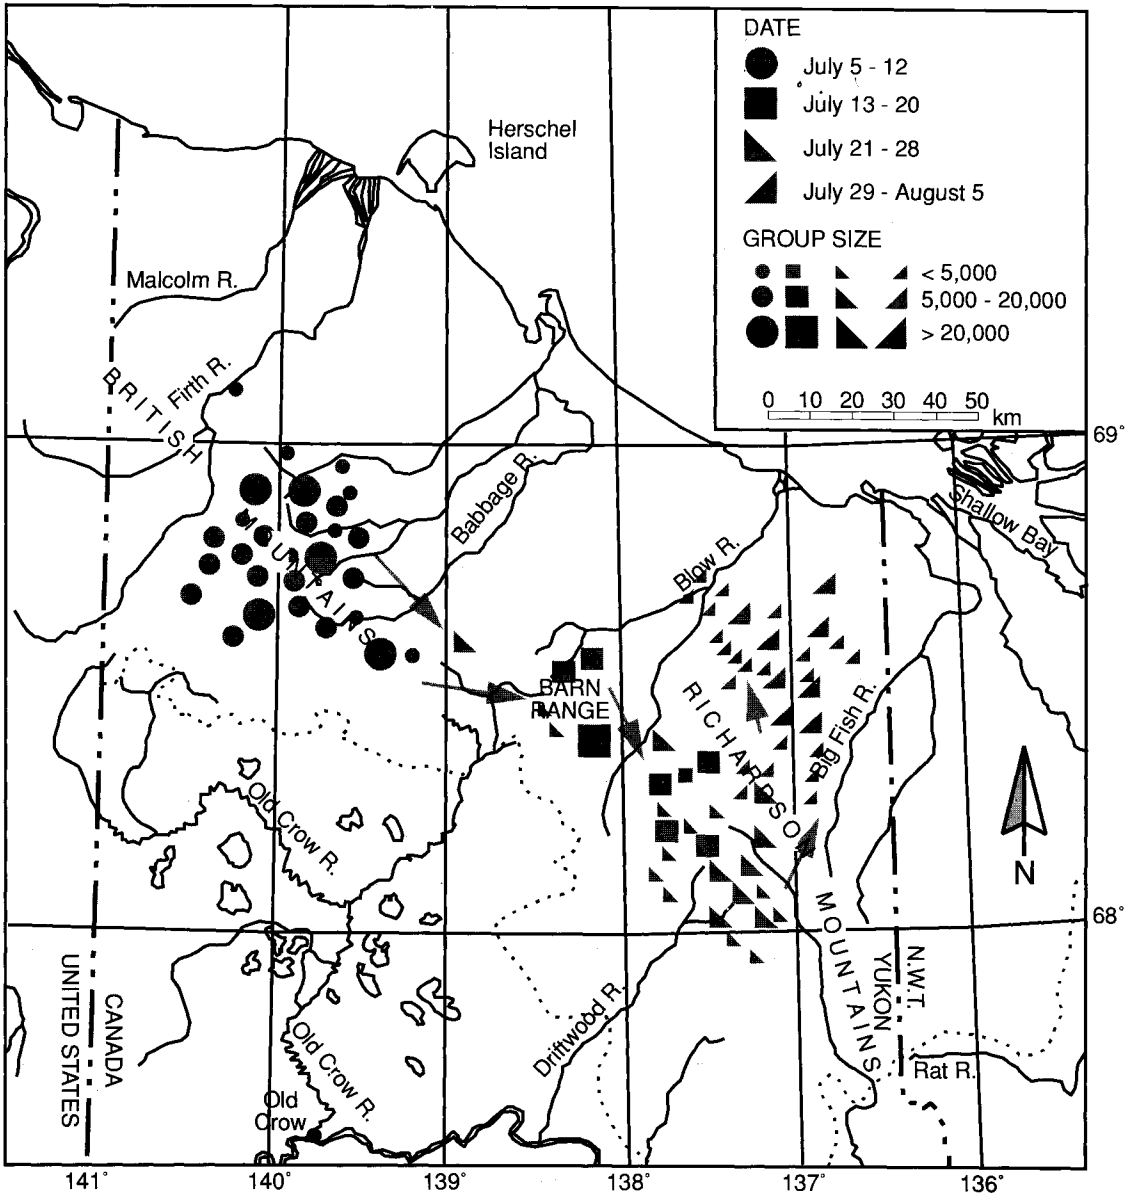 DATE
July 5 - 12
July 13 - 20
July 21 - 28
July 29 - August 5
GROUP SIZE
< 5,000
5,000 - 20,000
> 20,000
0 10 20 30 40 50 km
Herschel
Island
Malcolm R.
Firth R.
BRITISH
MOUNTAINS
Babbage R.
Blow R.
Shallow Bay
69°
BARN
RANGE
RICHARDSO
Big Fish R.
Old Crow R.
N
68°
MOUNTAINS
UNITED STATES
CANADA
YUKON
N.W.T.
Driftwood R.
Old Crow R.
Rat R.
Old
Crow
141° 140° 139° 138° 137° 136°